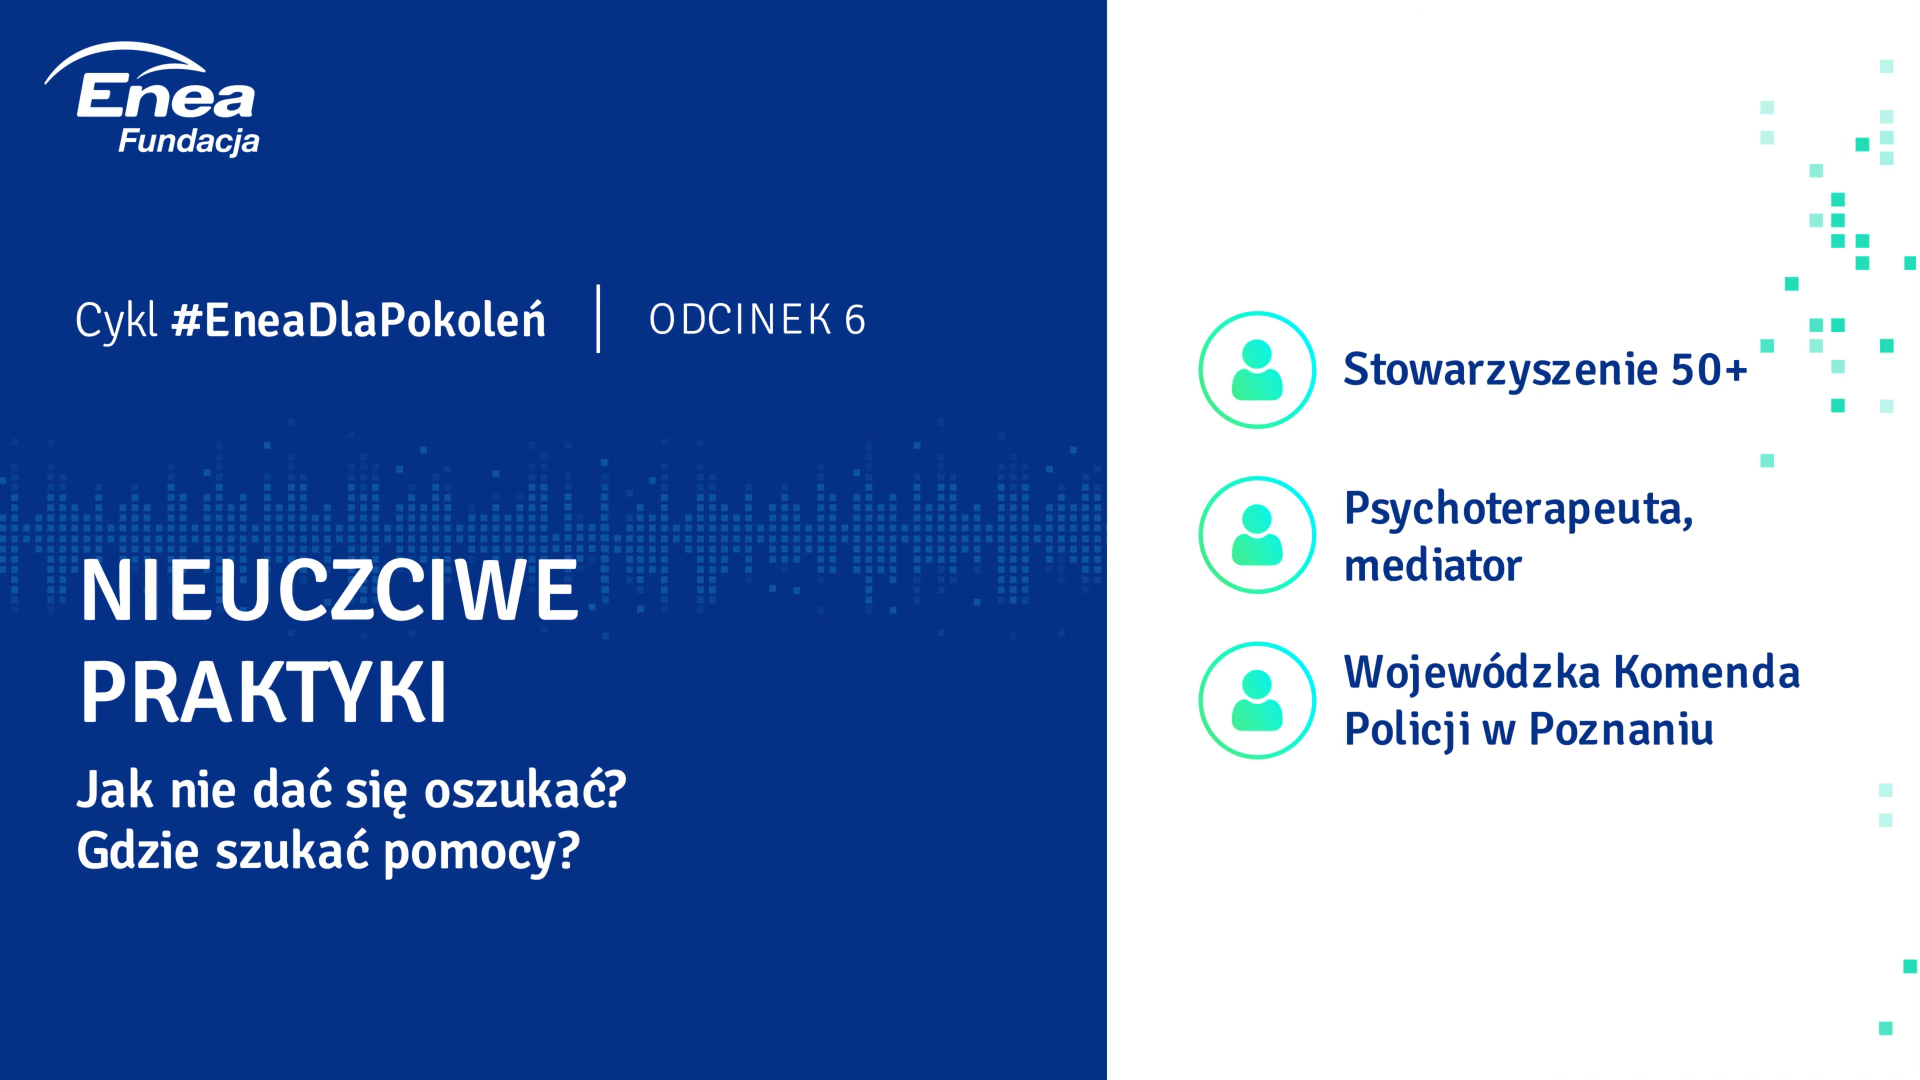 Enea
Fundacja
Cykl #EneaDlaPokoleń
ODCINEK 6
NIEUCZCIWE
PRAKTYKI
Jak nie dać się oszukać?
Gdzie szukać pomocy?
Stowarzyszenie 50+
Psychoterapeuta,
mediator
Wojewódzka Komenda
Policji w Poznaniu